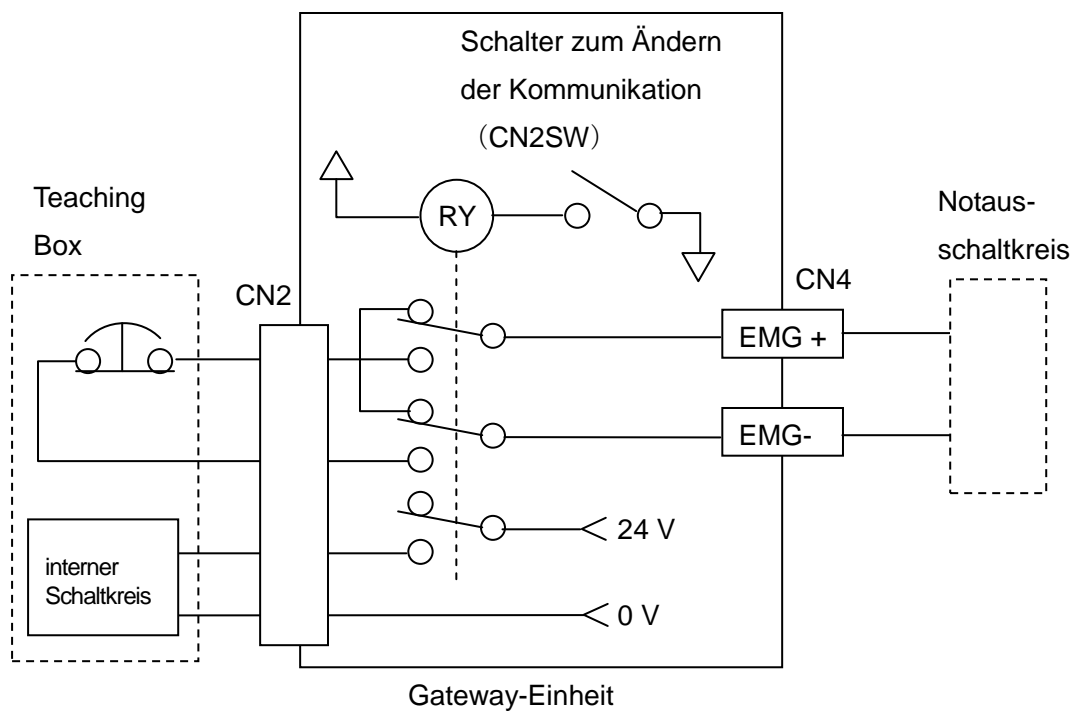 Schalter zum Ändern
der Kommunikation
（CN2SW）
Teaching
Box
RY
Notaus-
schaltkreis
CN2
CN4
EMG +
EMG-
24 V
interner
Schaltkreis
0 V
Gateway-Einheit